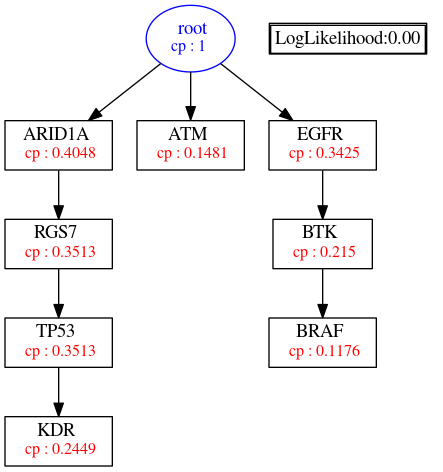 root
cp : 1
LogLikelihood:0.00
ARID1A
cp : 0.4048
ATM
cp : 0.1481
EGFR
cp : 0.3425
RGS7
cp : 0.3513
BTK
cp : 0.215
TP53
cp : 0.3513
BRAF
cp : 0.1176
KDR
cp : 0.2449